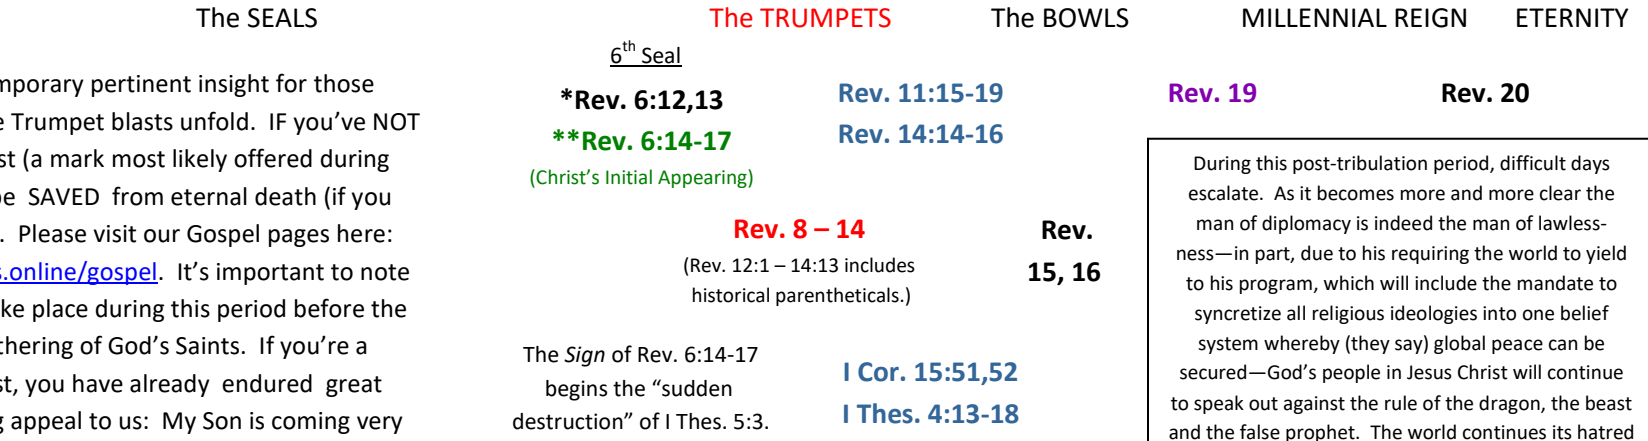 The SEALS The TRUMPETS The BOWLS MILLENNIAL REIGN ETERNITY
mporary pertinent insight for those
e Trumpet blasts unfold. IF you've NOT
st (a mark most likely offered during
be SAVED from eternal death (if you
. Please visit our Gospel pages here:
s.online/gospel. It's important to note
ke place during this period before the
thering of God's Saints. If you're a
st, you have already endured great
g appeal to us: My Son is coming very
6th Seal
*Rev. 6:12,13
**Rev. 6:14-17
(Christ's Initial Appearing)
Rev. 11:15-19
Rev. 14:14-16
Rev. 8 – 14
(Rev. 12:1 – 14:13 includes
historical parentheticals.)
Rev.
15, 16
The Sign of Rev. 6:14-17
begins the "sudden
destruction" of I Thes. 5:3.
I Cor. 15:51,52
I Thes. 4:13-18
Rev. 19
Rev. 20
During this post-tribulation period, difficult days
escalate. As it becomes more and more clear the
man of diplomacy is indeed the man of lawless-
ness—in part, due to his requiring the world to yield
to his program, which will include the mandate to
syncretize all religious ideologies into one belief
system whereby (they say) global peace can be
secured—God's people in Jesus Christ will continue
to speak out against the rule of the dragon, the beast
and the false prophet. The world continues its hatred